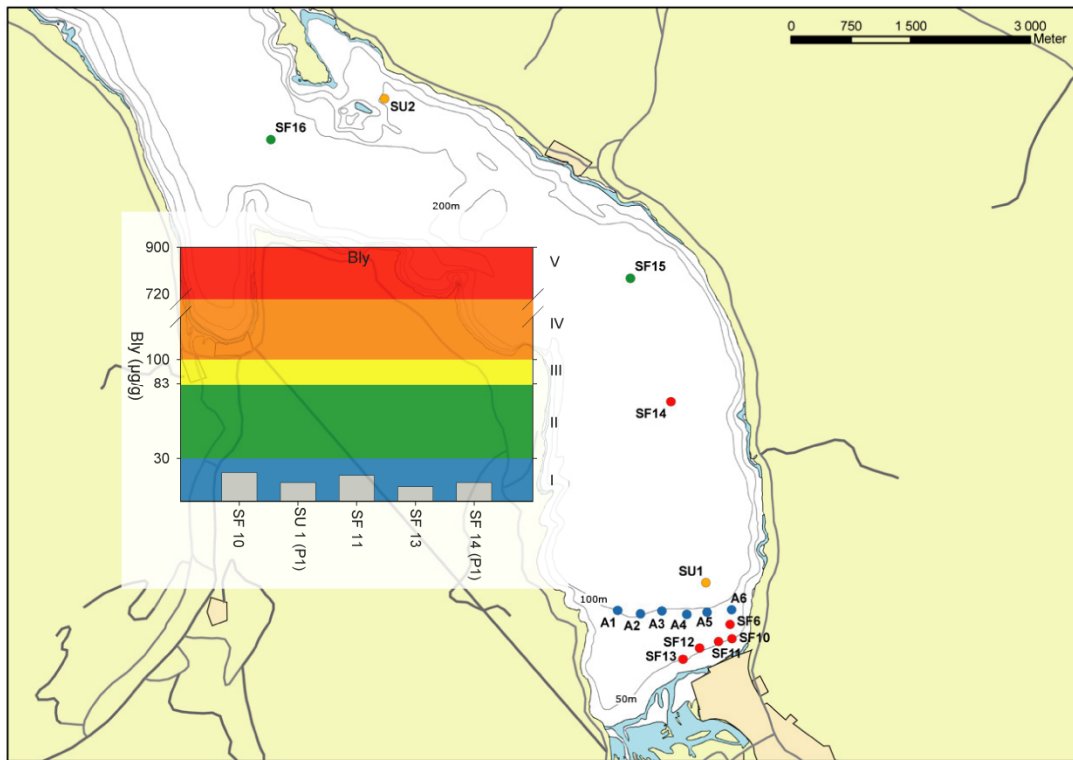 0 750 1 500 3 000
Meter
SU2
SF16
200m
SF15
SF14
SU1
100m
A1 A2 A3 A4 A5 A6
SF6
SF10
SF11
SF12
SF13
50m
Bly
Bly (µg/g)
900
720
100
83
30
V
IV
III
II
I
SF 10
SU 1 (P1)
SF 11
SF 13
SF 14 (P1)